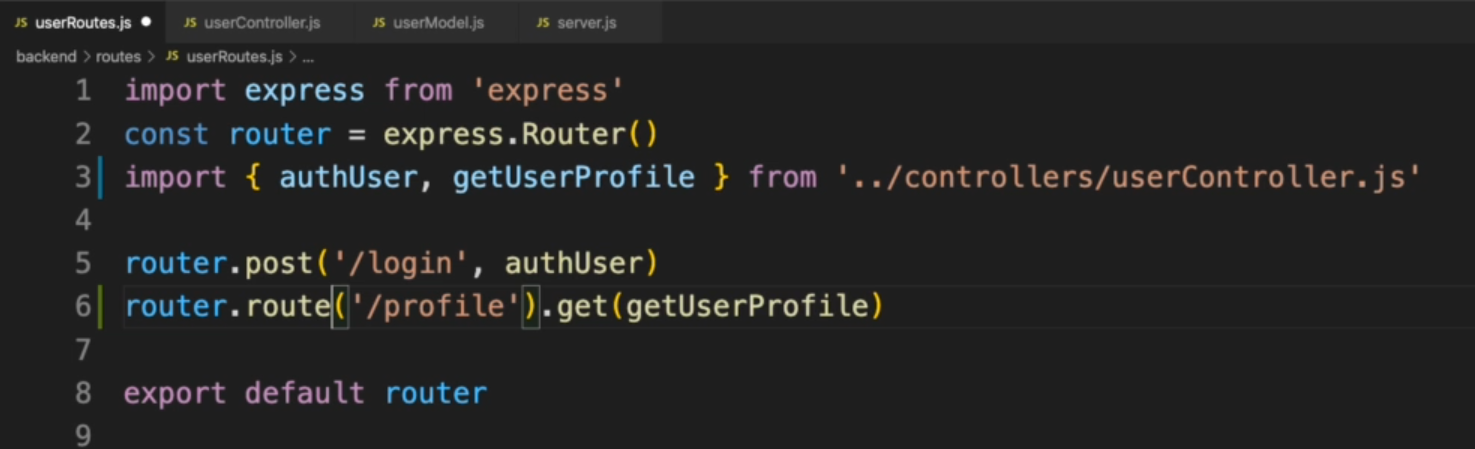 JS userRoutes.js ● JS userController.js JS userModel.js JS server.js
backend > routes > JS userRoutes.js > ...
1 import express from 'express'
2 const router = express.Router()
3 import { authUser, getUserProfile } from '../controllers/userController.js'
4
5 router.post('/login', authUser)
6 router.route('/profile').get(getUserProfile)
7
8 export default router
9